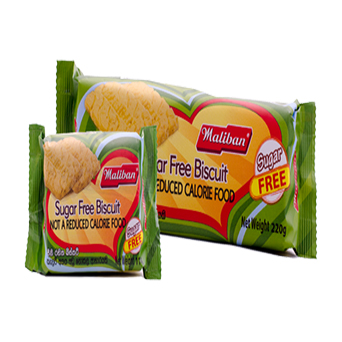 Maliban
Sugar Free Biscuit
REDUCED CALORIE FOOD
Sugar
FREE
Net Weight 220g
Maliban
Sugar Free Biscuit
NOT A REDUCED CALORIE FOOD
Sugar
FREE